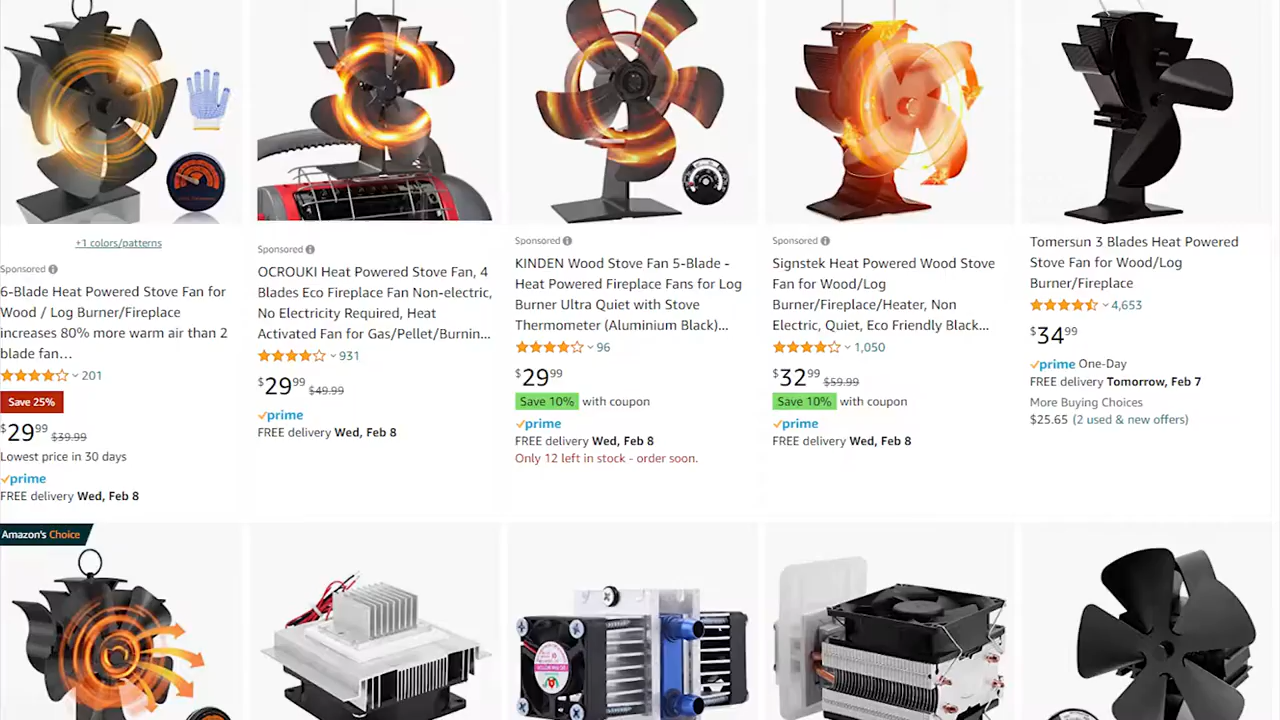 +1 colors/patterns
Sponsored
6-Blade Heat Powered Stove Fan for
Wood / Log Burner/Fireplace
increases 80% more warm air than 2
blade fan…
201
Save 25%
$29.99 $39.99
Lowest price in 30 days
prime
FREE delivery Wed, Feb 8
Sponsored
OCROUKI Heat Powered Stove Fan, 4
Blades Eco Fireplace Fan Non-electric,
No Electricity Required, Heat
Activated Fan for Gas/Pellet/Burnin...
931
$29.99 $49.99
prime
FREE delivery Wed, Feb 8
Sponsored
KINDEN Wood Stove Fan 5-Blade -
Heat Powered Fireplace Fans for Log
Burner Ultra Quiet with Stove
Thermometer (Aluminium Black)...
96
$29.99
Save 10% with coupon
prime
FREE delivery Wed, Feb 8
Only 12 left in stock - order soon.
Sponsored
Signstek Heat Powered Wood Stove
Fan for Wood/Log
Burner/Fireplace/Heater, Non
Electric, Quiet, Eco Friendly Black...
1,050
$32.99 $59.99
Save 10% with coupon
prime
FREE delivery Wed, Feb 8
Tomersun 3 Blades Heat Powered
Stove Fan for Wood/Log
Burner/Fireplace
4,653
$34.99
prime One-Day
FREE delivery Tomorrow, Feb 7
More Buying Choices
$25.65 (2 used & new offers)
Amazon's Choice